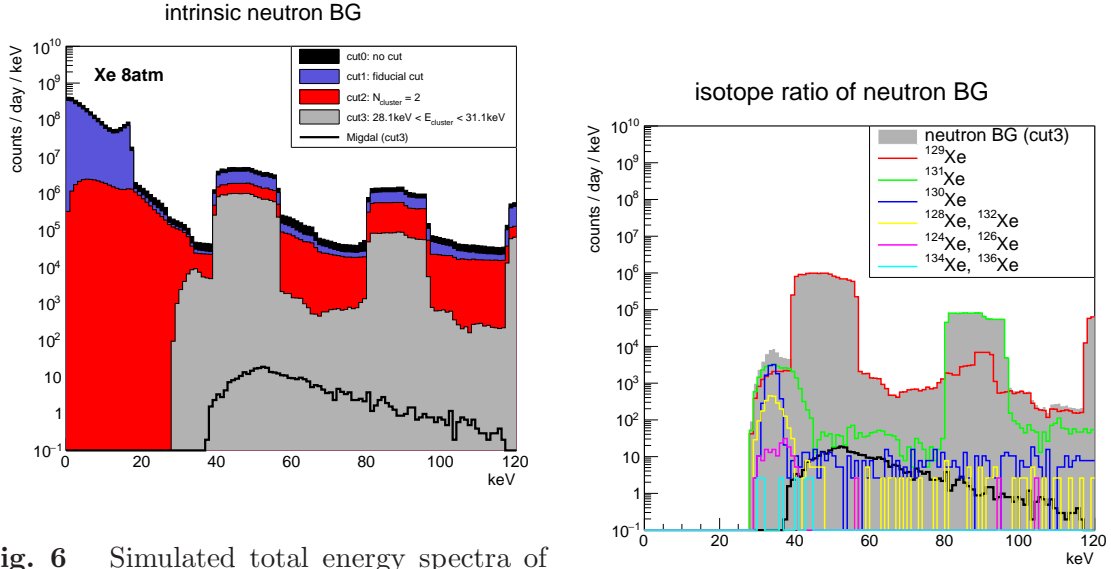 intrinsic neutron BG
counts / day / keV
10^10
10^9
10^8
10^7
10^6
10^5
10^4
10^3
10^2
10
1
10^−1
Xe 8atm
cut0: no cut
cut1: fiducial cut
cut2: N_cluster = 2
cut3: 28.1keV < E_cluster < 31.1keV
Migdal (cut3)
0 20 40 60 80 100 120
keV
ig. 6 Simulated total energy spectra of
isotope ratio of neutron BG
counts / day / keV
10^10
10^9
10^8
10^7
10^6
10^5
10^4
10^3
10^2
10
1
10^−1
neutron BG (cut3)
^129Xe
^131Xe
^130Xe
^128Xe, ^132Xe
^124Xe, ^126Xe
^134Xe, ^136Xe
0 20 40 60 80 100 120
keV